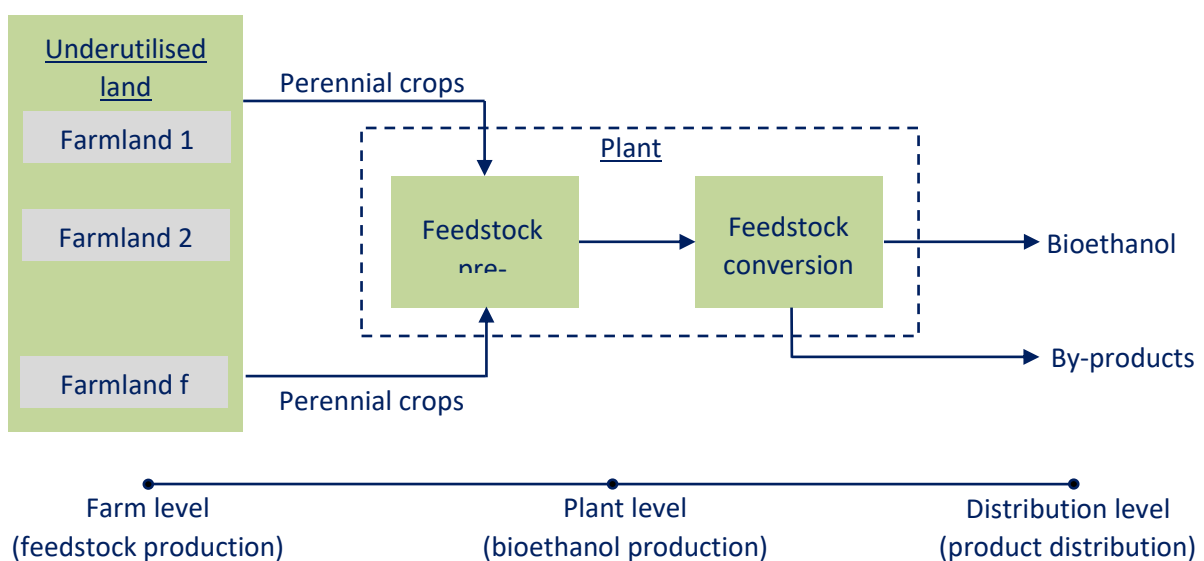 Underutilised
land
Farmland 1
Farmland 2
Farmland f
Perennial crops
Perennial crops
Plant
Feedstock
pre-
Feedstock
conversion
Bioethanol
By-products
Farm level
(feedstock production)
Plant level
(bioethanol production)
Distribution level
(product distribution)